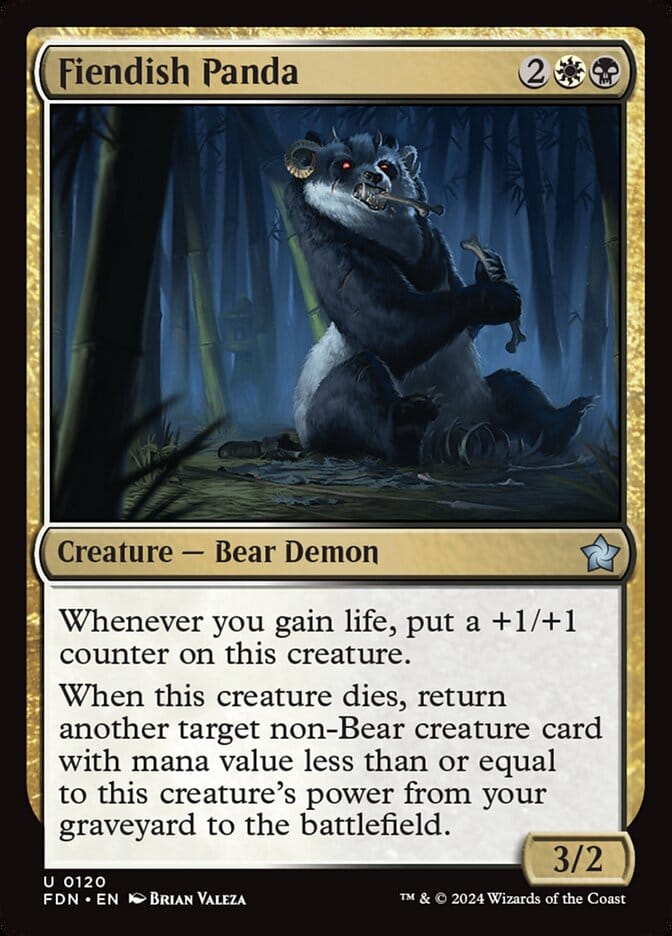 Fiendish Panda 2
Creature — Bear Demon
Whenever you gain life, put a +1/+1
counter on this creature.
When this creature dies, return
another target non-Bear creature card
with mana value less than or equal
to this creature's power from your
graveyard to the battlefield.
3/2
U 0120
FDN • EN Brian Valeza
™ & © 2024 Wizards of the Coast